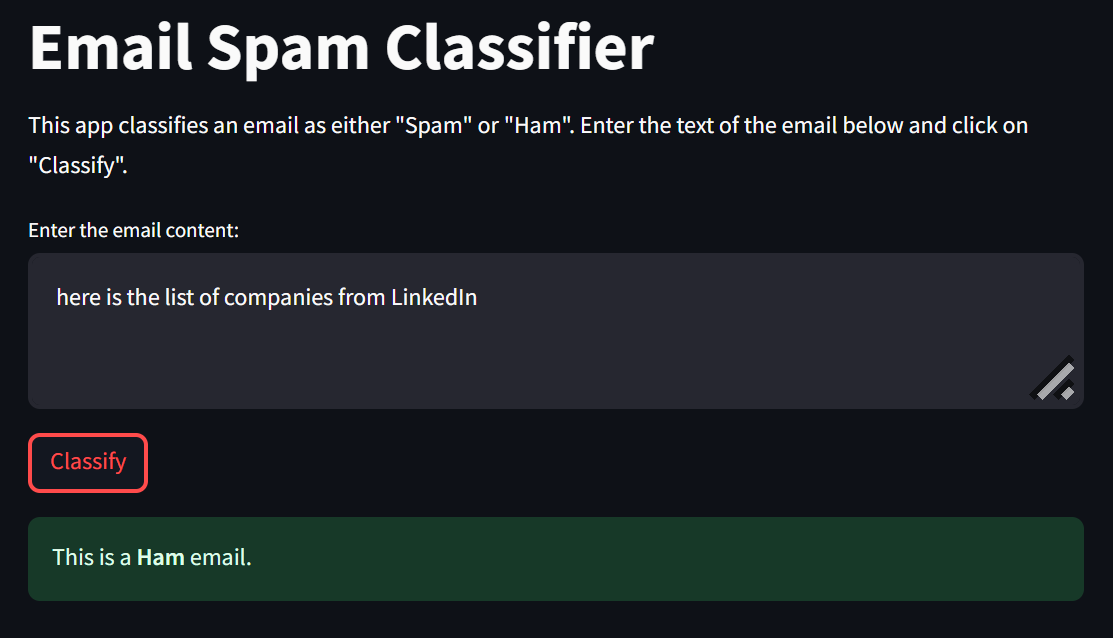 Email Spam Classifier
This app classifies an email as either "Spam" or "Ham". Enter the text of the email below and click on
"Classify".
Enter the email content:
here is the list of companies from LinkedIn
Classify
This is a Ham email.